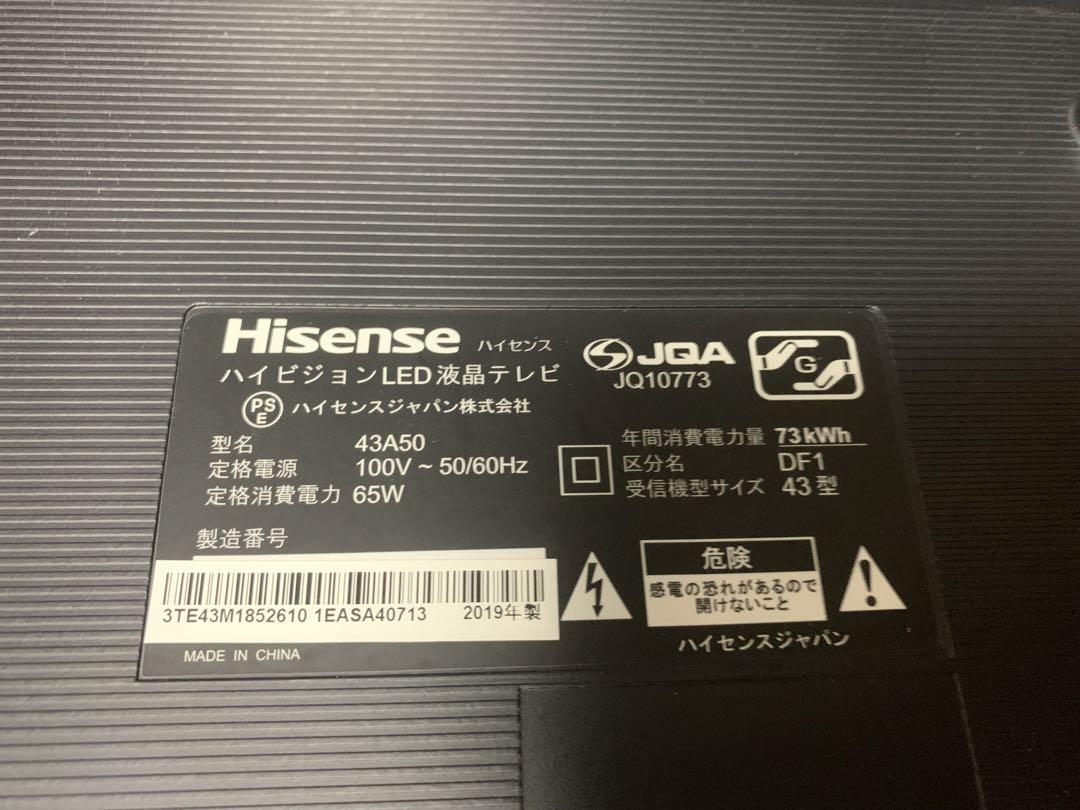 Hisense ハイセンス
ハイビジョンLED液晶テレビ
PSE ハイセンスジャパン株式会社
JQA
JQ10773
G
型名 43A50
定格電源 100V ~ 50/60Hz
定格消費電力 65W
年間消費電力量 73kWh
区分名 DF1
受信機型サイズ 43型
製造番号
3TE43M1852610 1EASA40713 2019年製
MADE IN CHINA
危険
感電の恐れがあるので
開けないこと
ハイセンスジャパン